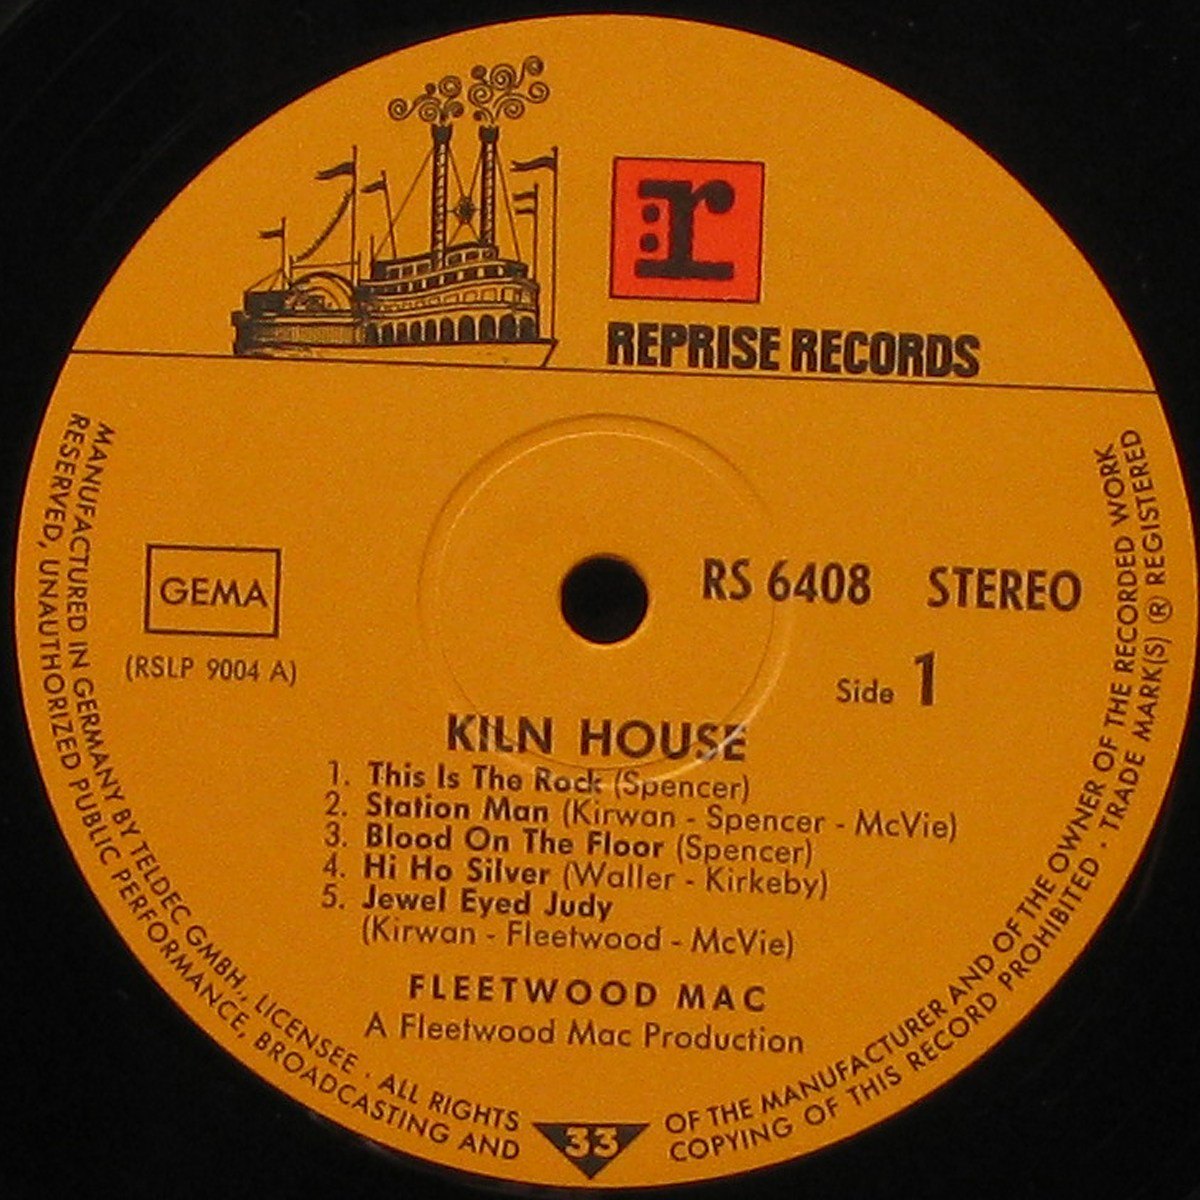 r
REPRISE RECORDS
GEMA
(RSLP 9004 A)
RS 6408 STEREO
Side 1
KILN HOUSE
1. This Is The Rock (Spencer)
2. Station Man (Kirwan - Spencer - McVie)
3. Blood On The Floor (Spencer)
4. Hi Ho Silver (Waller - Kirkeby)
5. Jewel Eyed Judy
(Kirwan - Fleetwood - McVie)
FLEETWOOD MAC
A Fleetwood Mac Production
MANUFACTURED IN GERMANY BY TELDEC GMBH,, LICENSEE · ALL RIGHTS
RESERVED, UNAUTHORIZED PUBLIC PERFORMANCE, BROADCASTING AND
33
OF THE MANUFACTURER AND OF THE OWNER OF THE RECORDED WORK
COPYING OF THIS RECORD PROHIBITED · TRADE MARK(S) ® REGISTERED